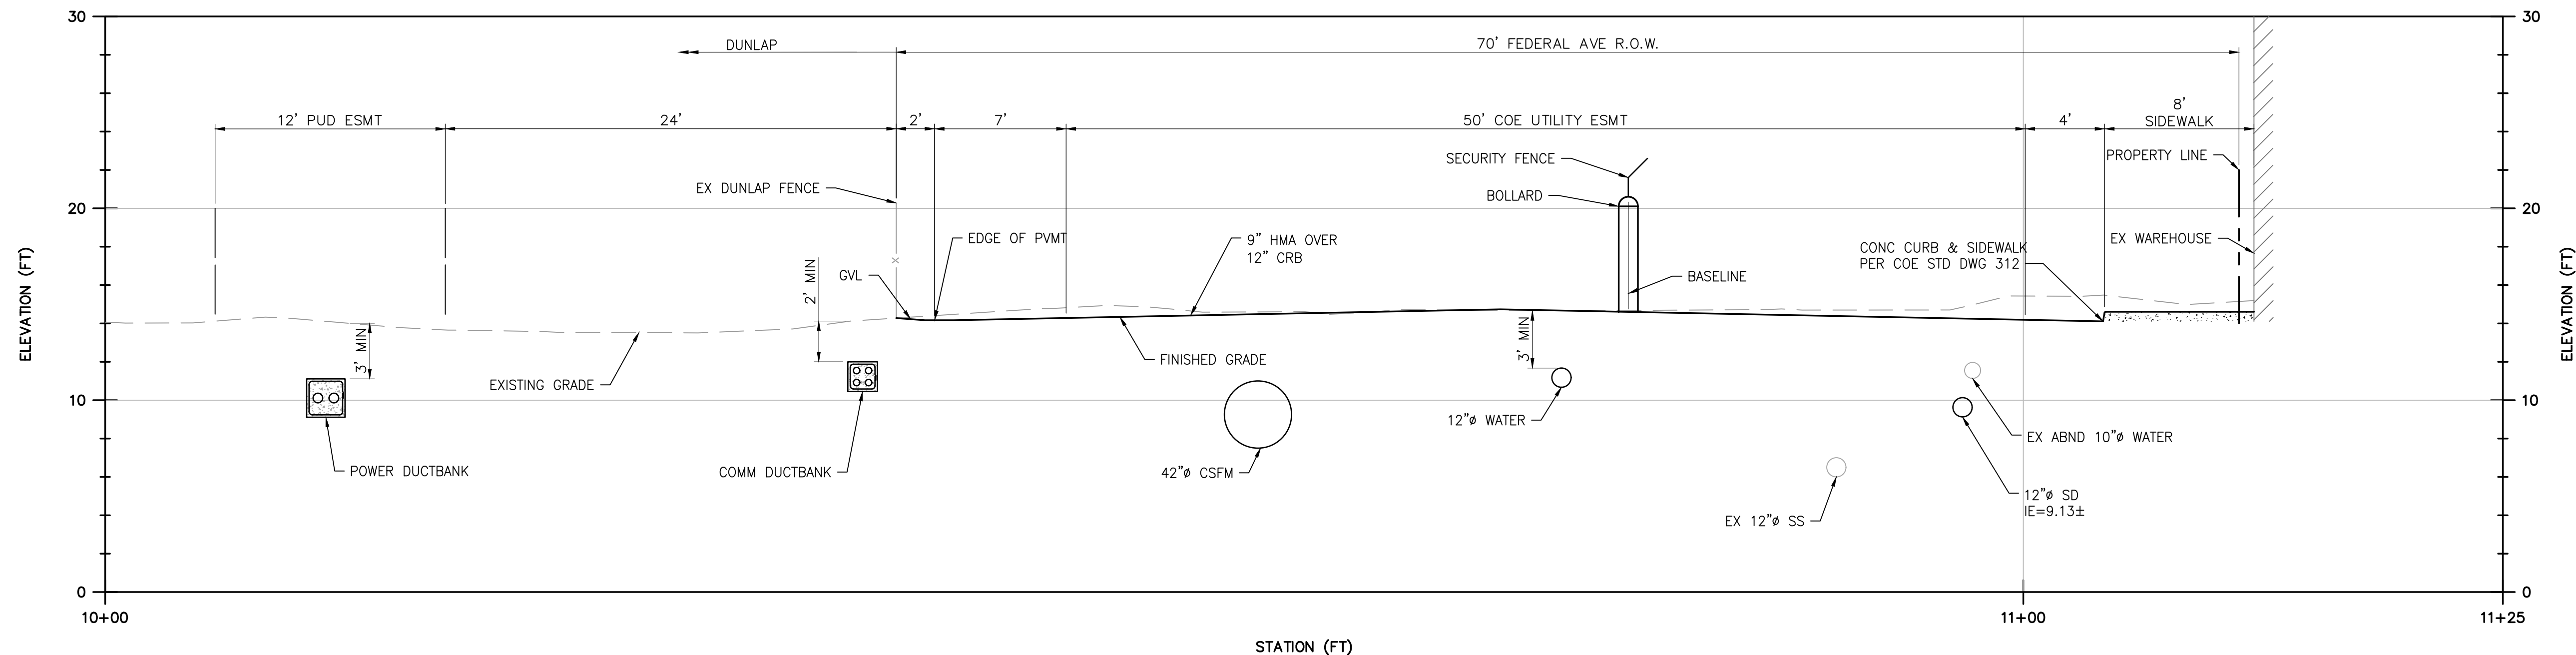 30
30
DUNLAP
70' FEDERAL AVE R.O.W.
12' PUD ESMT
24'
2'
7'
50' COE UTILITY ESMT
4'
8'
SIDEWALK
SECURITY FENCE
PROPERTY LINE
EX DUNLAP FENCE
BOLLARD
20
20
EDGE OF PVMT
9" HMA OVER
12" CRB
CONC CURB & SIDEWALK
PER COE STD DWG 312
EX WAREHOUSE
GVL
2' MIN
BASELINE
x
ELEVATION (FT)
ELEVATION (FT)
3' MIN
3' MIN
FINISHED GRADE
EXISTING GRADE
10
10
12"ø WATER
EX ABND 10"ø WATER
POWER DUCTBANK
COMM DUCTBANK
42"ø CSFM
12"ø SD
IE=9.13±
EX 12"ø SS
0
0
10+00
11+00
11+25
STATION (FT)